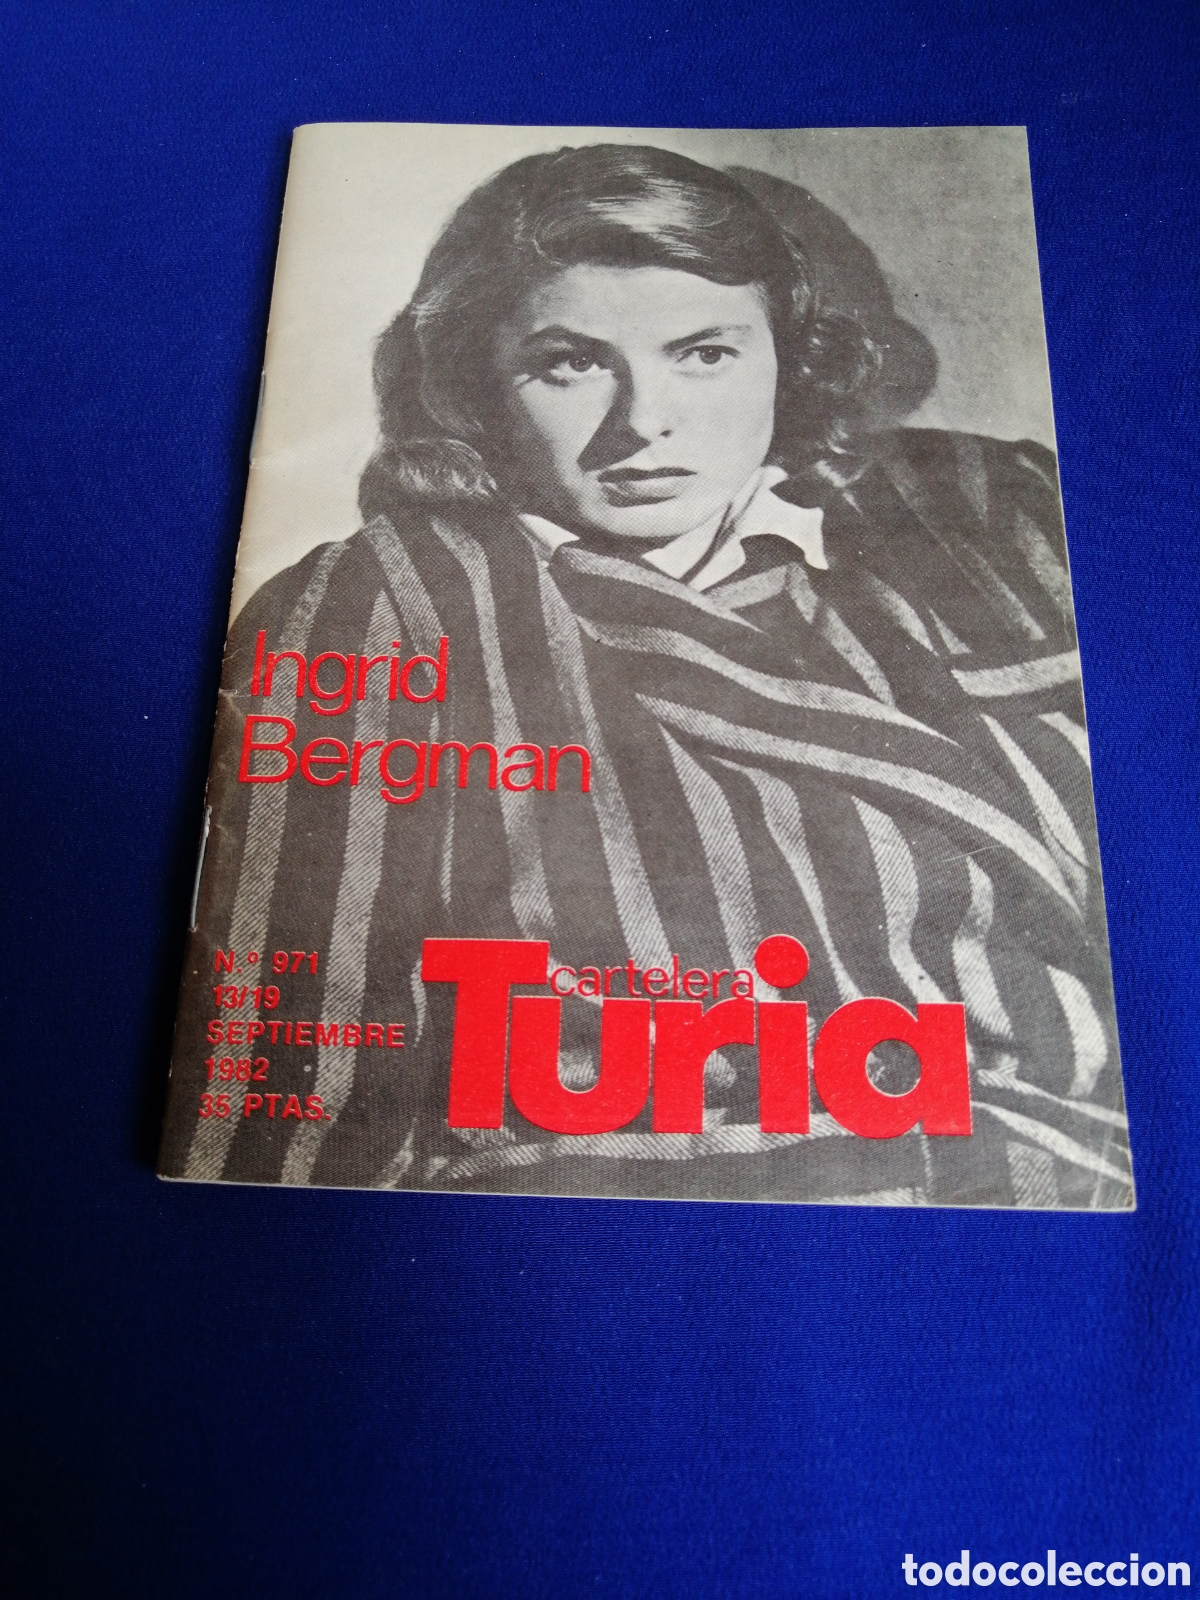 Ingrid
Bergman
N.º 971
13/19
SEPTIEMBRE
1982
35 PTAS.
cartelera
Turia
todocoleccion